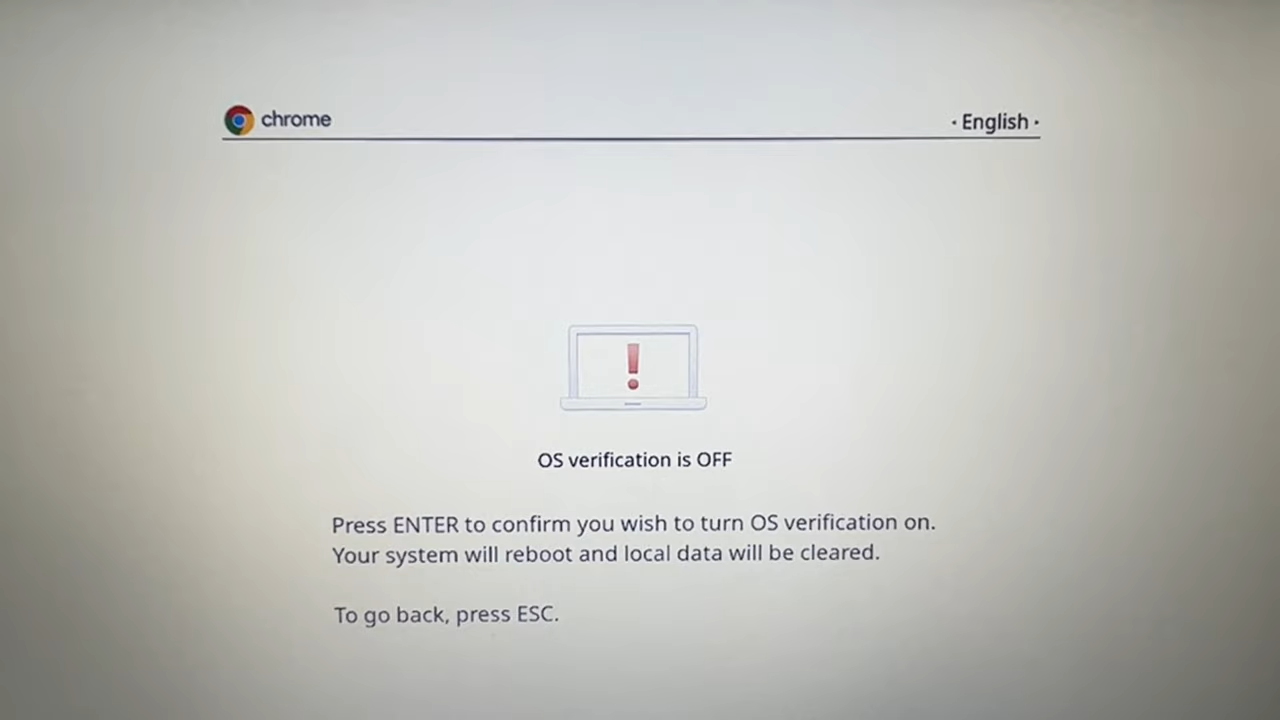 chrome
· English ·
OS verification is OFF
Press ENTER to confirm you wish to turn OS verification on.
Your system will reboot and local data will be cleared.
To go back, press ESC.